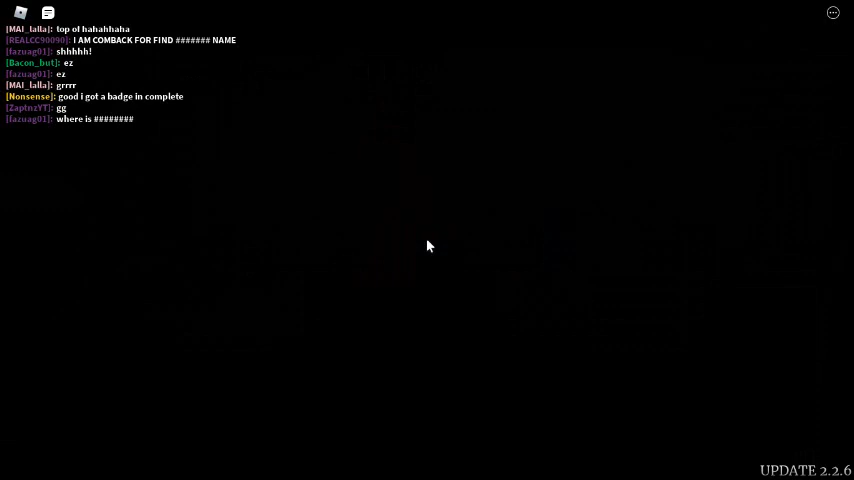 [MAI_lalla]: top of hahahhaha
[REALCC90090]: I AM COMBACK FOR FIND ####### NAME
[fazuag01]: shhhhh!
[Bacon_but]: ez
[fazuag01]: ez
[MAI_lalla]: grrrr
[Nonsense]: good i got a badge in complete
[ZaptnzYT]: gg
[fazuag01]: where is ########
UPDATE 2.2.6